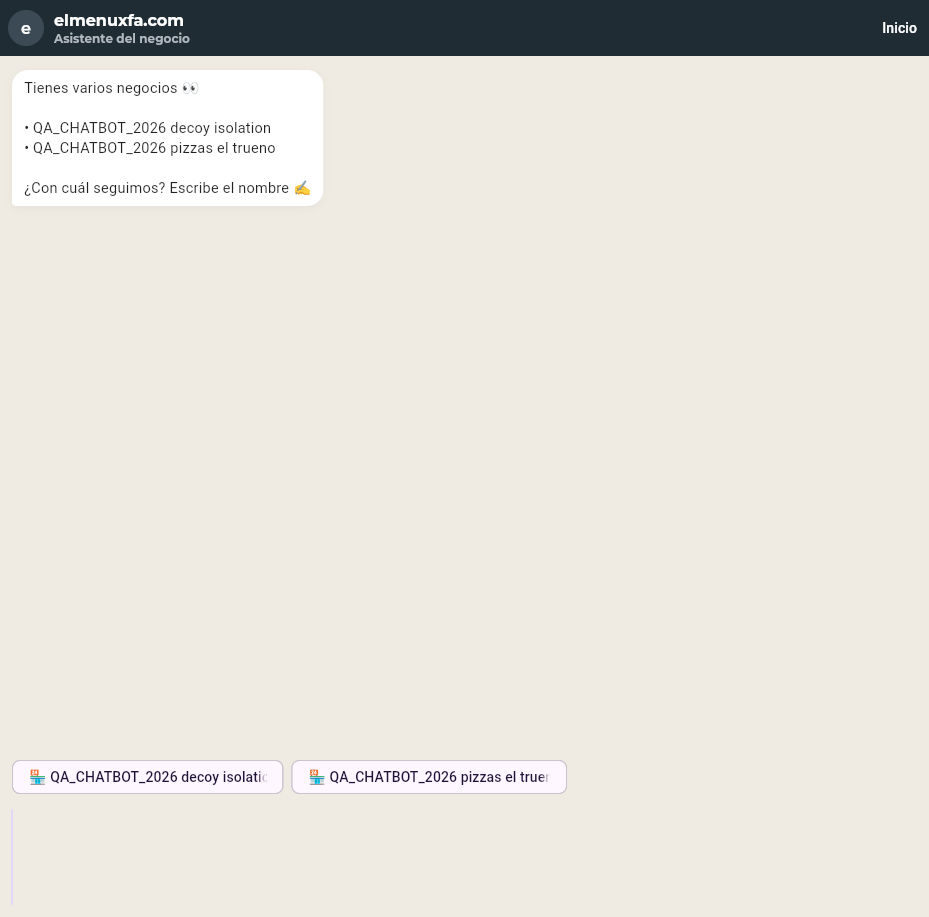 e
elmenuxfa.com
Asistente del negocio
Inicio
Tienes varios negocios 👀
• QA_CHATBOT_2026 decoy isolation
• QA_CHATBOT_2026 pizzas el trueno
¿Con cuál seguimos? Escribe el nombre ✍️
🏪 QA_CHATBOT_2026 decoy isolatic
🏪 QA_CHATBOT_2026 pizzas el truer